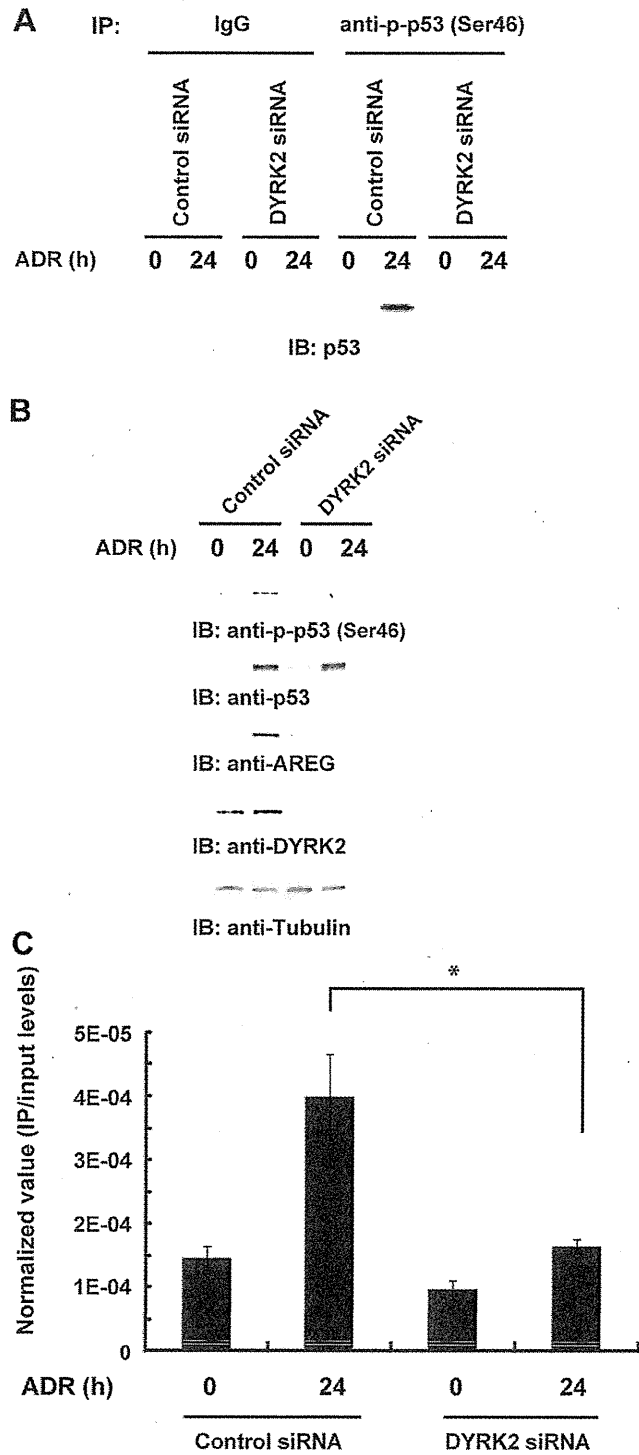 A
IP: IgG anti-p-p53 (Ser46)
Control siRNA DYRK2 siRNA Control siRNA DYRK2 siRNA
ADR (h) 0 24 0 24 0 24 0 24
IB: p53
B
Control siRNA DYRK2 siRNA
ADR (h) 0 24 0 24
IB: anti-p-p53 (Ser46)
IB: anti-p53
IB: anti-AREG
IB: anti-DYRK2
IB: anti-Tubulin
C
Normalized value (IP/input levels)
*
5E-05
4E-04
3E-04
2E-04
1E-04
0
ADR (h) 0 24 0 24
Control siRNA DYRK2 siRNA